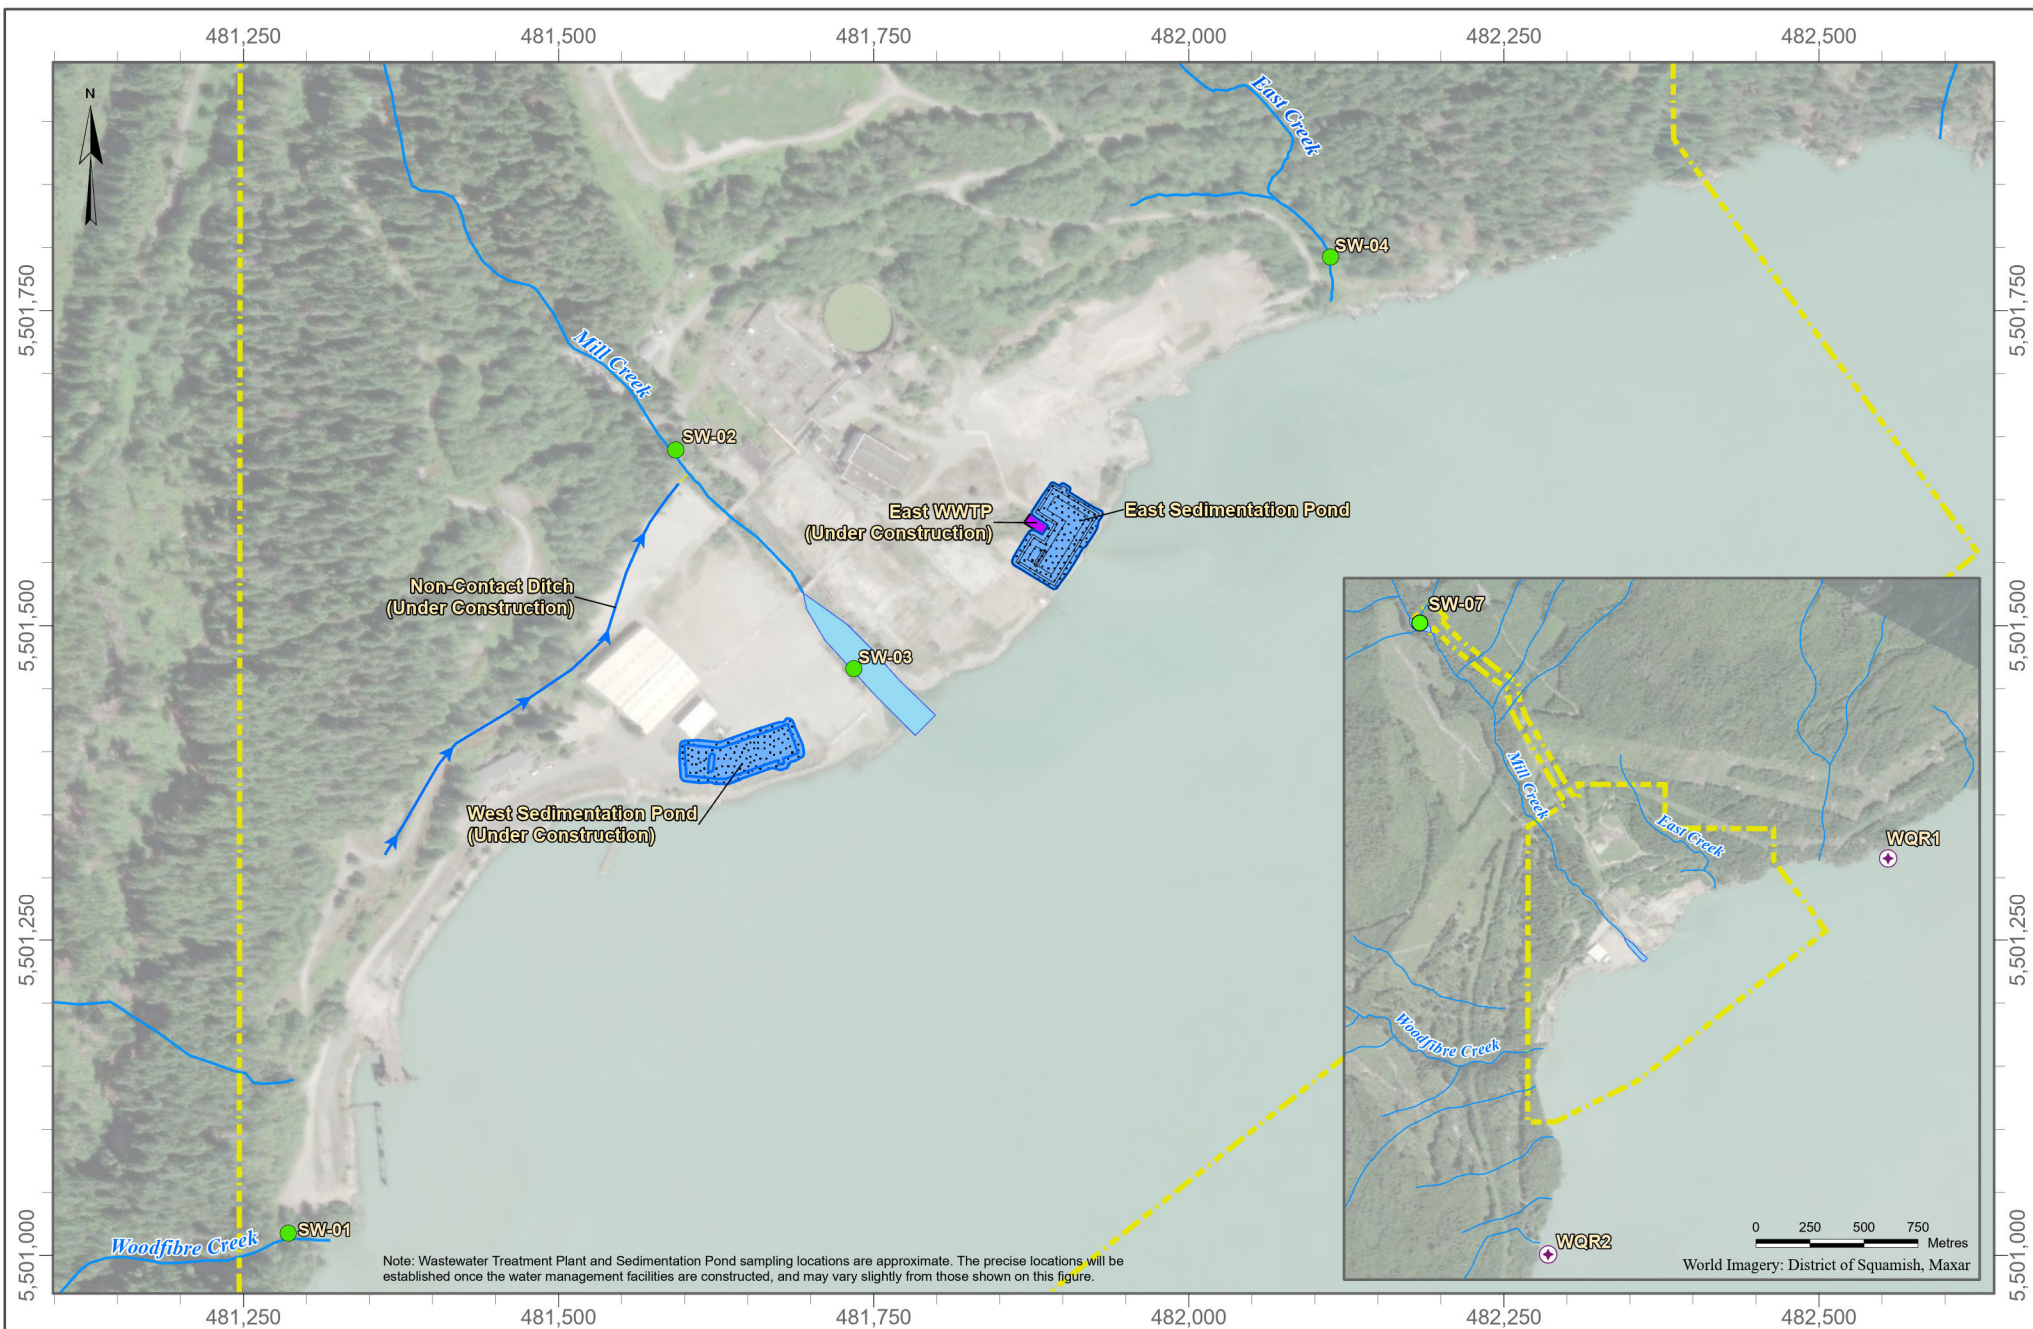 481,250
481,500
481,750
482,000
482,250
482,500
N
East Creek
SW-04
5,501,750
5,501,750
Mill Creek
SW-02
East WWTP
(Under Construction)
East Sedimentation Pond
Non-Contact Ditch
(Under Construction)
5,501,500
5,501,500
SW-07
SW-03
Mill Creek
East Creek
WQR1
West Sedimentation Pond
(Under Construction)
5,501,250
5,501,250
Woodfibre Creek
SW-01
Woodfibre Creek
5,501,000
5,501,000
WQR2
0 250 500 750
Metres
World Imagery: District of Squamish, Maxar
Note: Wastewater Treatment Plant and Sedimentation Pond sampling locations are approximate. The precise locations will be
established once the water management facilities are constructed, and may vary slightly from those shown on this figure.
481,250
481,500
481,750
482,000
482,250
482,500